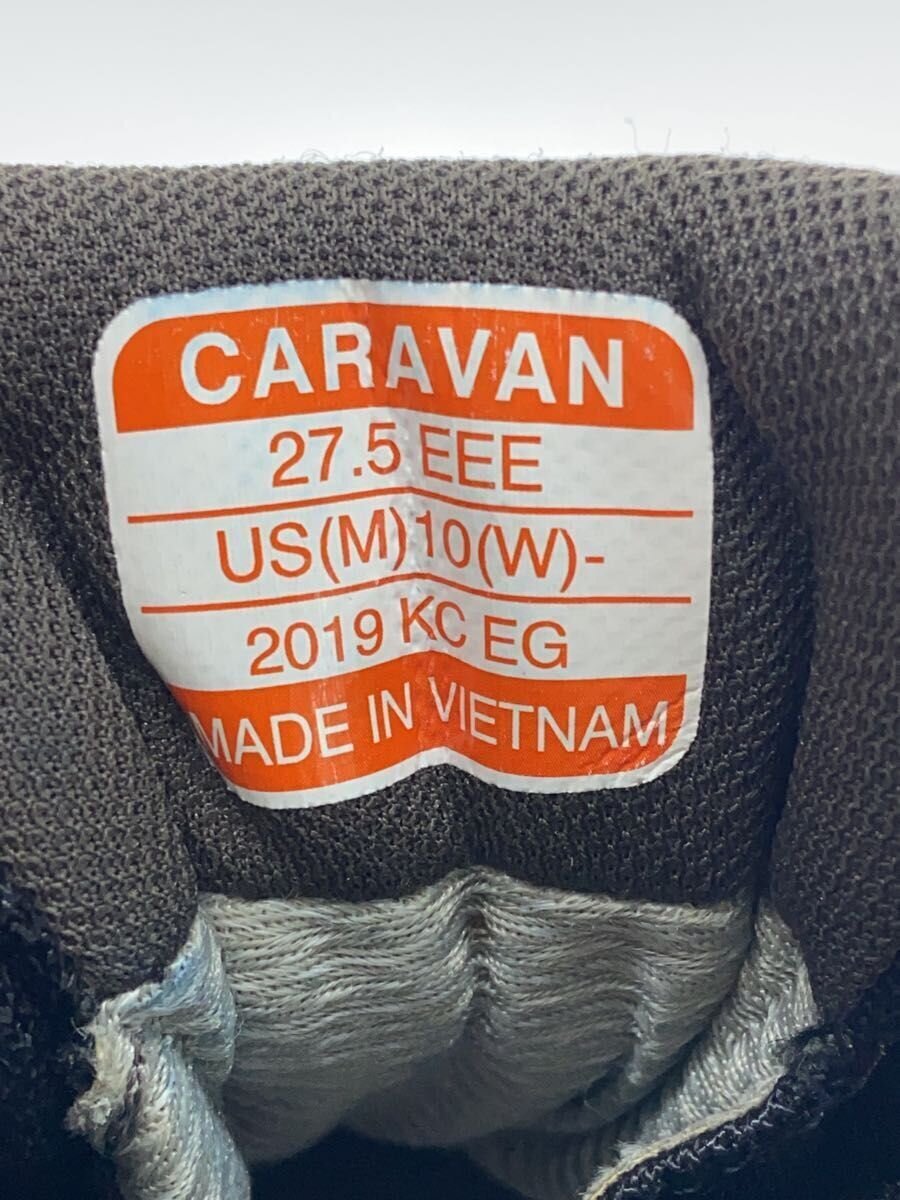 CARAVAN
27.5 EEE
US(M)10(W)-
2019 KC EG
MADE IN VIETNAM